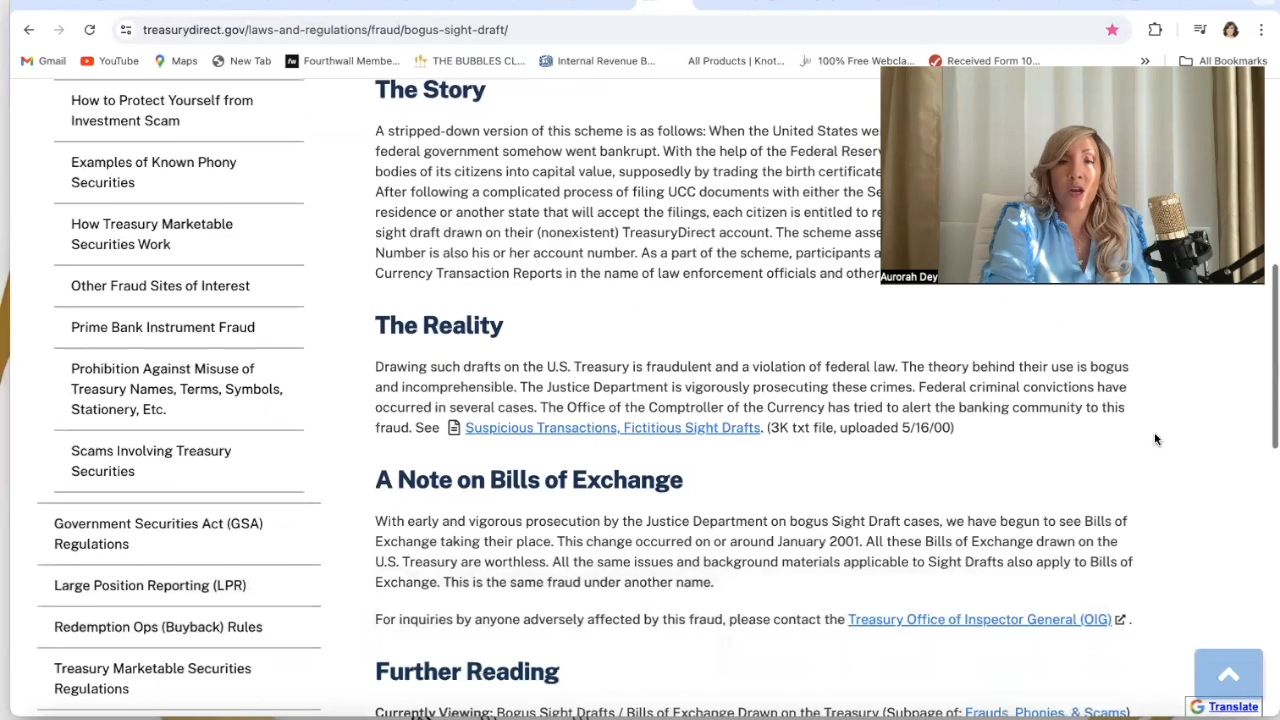 treasurydirect.gov/laws-and-regulations/fraud/bogus-sight-draft/
Gmail YouTube Maps New Tab Fourthwall Membe... THE BUBBLES CL... Internal Revenue B... All Products | Knot... 100% Free Webcla... Received Form 10... » All Bookmarks
How to Protect Yourself from
Investment Scam
Examples of Known Phony
Securities
How Treasury Marketable
Securities Work
Other Fraud Sites of Interest
Prime Bank Instrument Fraud
Prohibition Against Misuse of
Treasury Names, Terms, Symbols,
Stationery, Etc.
Scams Involving Treasury
Securities
Government Securities Act (GSA)
Regulations
Large Position Reporting (LPR)
Redemption Ops (Buyback) Rules
Treasury Marketable Securities
Regulations
The Story
A stripped-down version of this scheme is as follows: When the United States we
federal government somehow went bankrupt. With the help of the Federal Reser
bodies of its citizens into capital value, supposedly by trading the birth certificate
After following a complicated process of filing UCC documents with either the Se
residence or another state that will accept the filings, each citizen is entitled to re
sight draft drawn on their (nonexistent) TreasuryDirect account. The scheme asse
Number is also his or her account number. As a part of the scheme, participants a
Currency Transaction Reports in the name of law enforcement officials and other
Aurorah Dey
The Reality
Drawing such drafts on the U.S. Treasury is fraudulent and a violation of federal law. The theory behind their use is bogus
and incomprehensible. The Justice Department is vigorously prosecuting these crimes. Federal criminal convictions have
occurred in several cases. The Office of the Comptroller of the Currency has tried to alert the banking community to this
fraud. See Suspicious Transactions, Fictitious Sight Drafts. (3K txt file, uploaded 5/16/00)
A Note on Bills of Exchange
With early and vigorous prosecution by the Justice Department on bogus Sight Draft cases, we have begun to see Bills of
Exchange taking their place. This change occurred on or around January 2001. All these Bills of Exchange drawn on the
U.S. Treasury are worthless. All the same issues and background materials applicable to Sight Drafts also apply to Bills of
Exchange. This is the same fraud under another name.
For inquiries by anyone adversely affected by this fraud, please contact the Treasury Office of Inspector General (OIG) .
Further Reading
Currently Viewing: Bogus Sight Drafts / Bills of Exchange Drawn on the Treasury (Subpage of: Frauds, Phonies, & Scams)
Translate